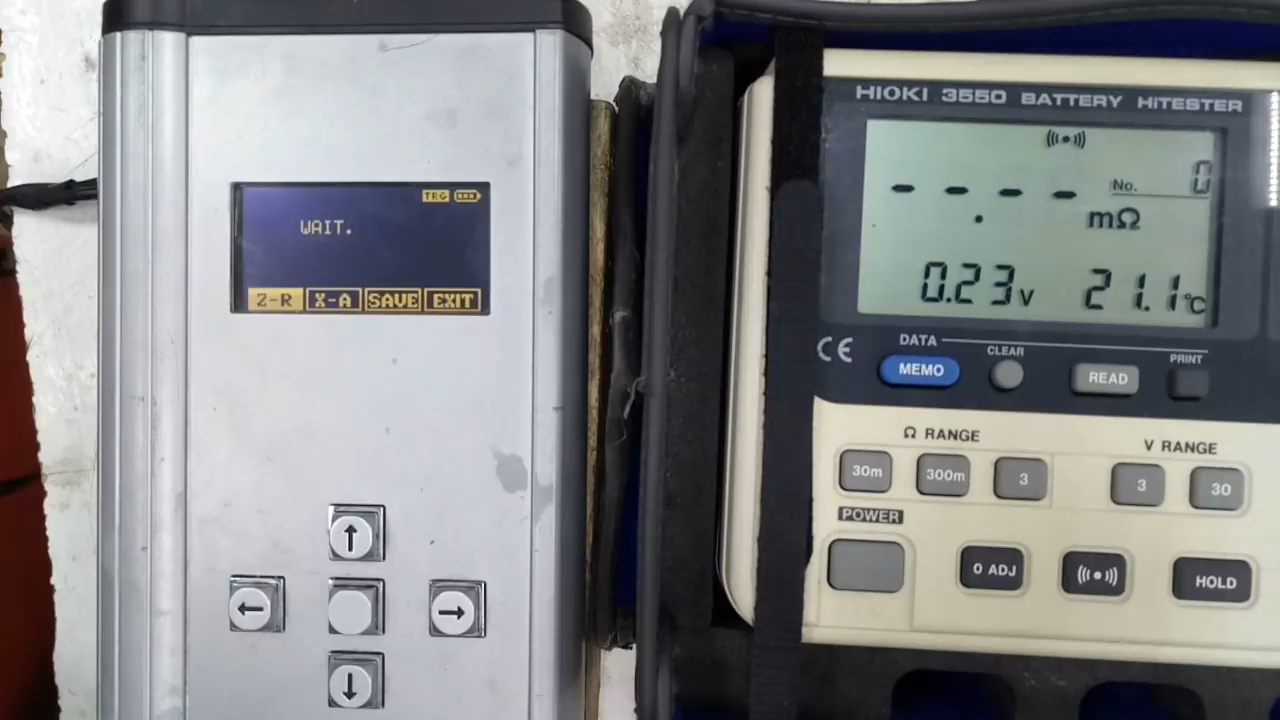 TRG
WAIT.
Z-R X-A SAVE EXIT
HIOKI 3550 BATTERY HiTESTER
- - - - No. 0
. mΩ
0.23 V 21.1 °C
CE
DATA
CLEAR
PRINT
MEMO
READ
Ω RANGE
V RANGE
30m 300m 3 3 30
POWER
0 ADJ
HOLD